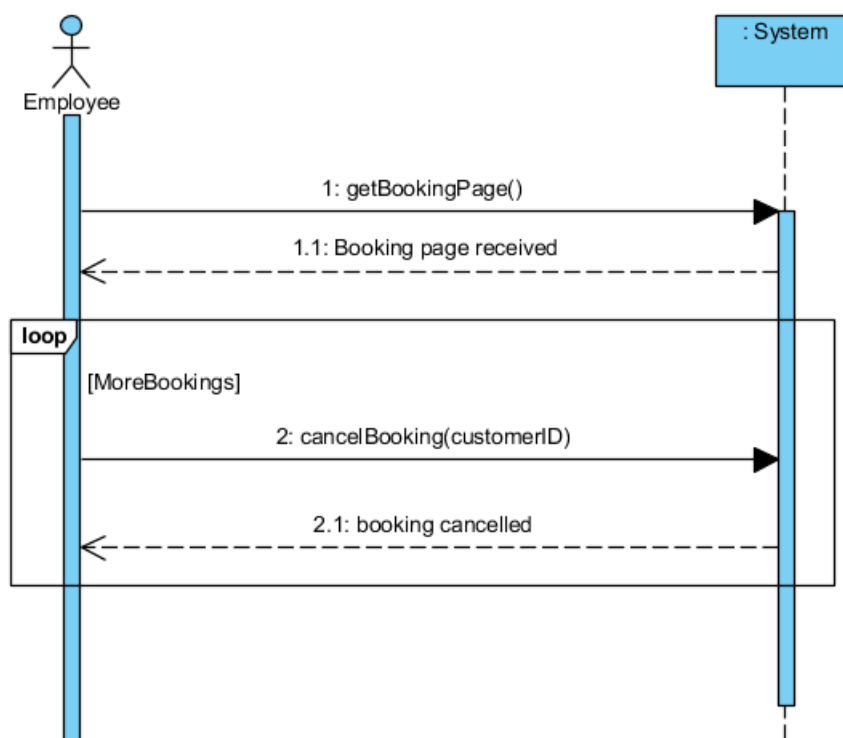 : System
Employee
1: getBookingPage()
1.1: Booking page received
loop
[MoreBookings]
2: cancelBooking(customerID)
2.1: booking cancelled